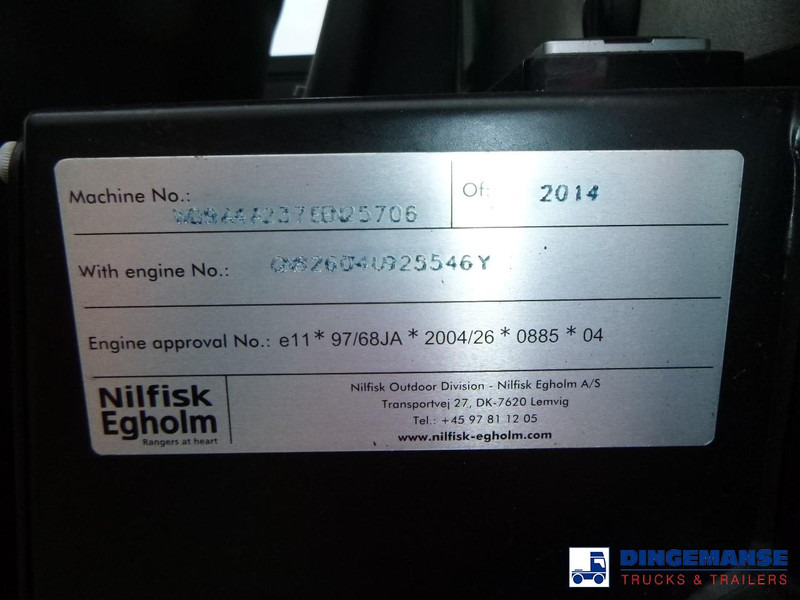 Machine No.:
Of: 2014
With engine No.:
Engine approval No.: e11* 97/68JA * 2004/26 * 0885 * 04
Nilfisk
Egholm
Rangers at heart
Nilfisk Outdoor Division - Nilfisk Egholm A/S
Transportvej 27, DK-7620 Lemvig
Tel.: +45 97 81 12 05
www.nilfisk-egholm.com
DINGEMANSE
TRUCKS & TRAILERS